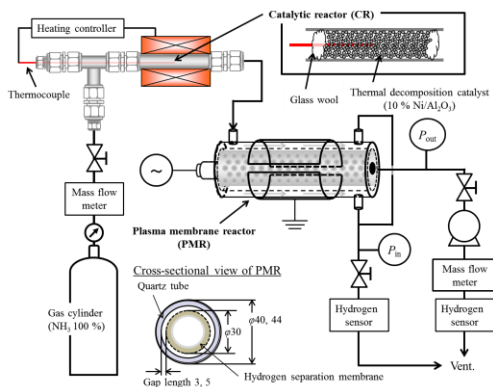 Heating controller
Catalytic reactor (CR)
Thermocouple
Glass wool
Thermal decomposition catalyst
(10 % Ni/Al₂O₃)
Mass flow
meter
~
Plasma membrane reactor
(PMR)
P_out
P_in
Gas cylinder
(NH₃ 100 %)
Cross-sectional view of PMR
Quartz tube
φ40, 44
φ30
Gap length 3, 5
Hydrogen separation membrane
Hydrogen
sensor
Mass flow
meter
Hydrogen
sensor
Vent.